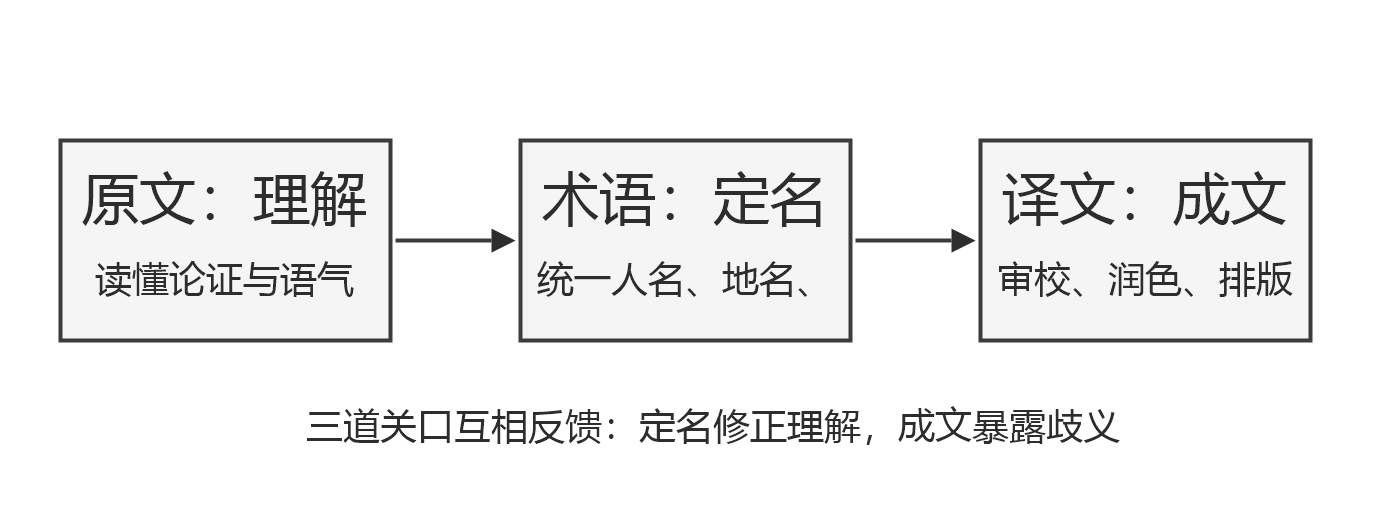 原文：理解
读懂论证与语气
术语：定名
统一人名、地名、
译文：成文
审校、润色、排版
三道关口互相反馈：定名修正理解，成文暴露歧义